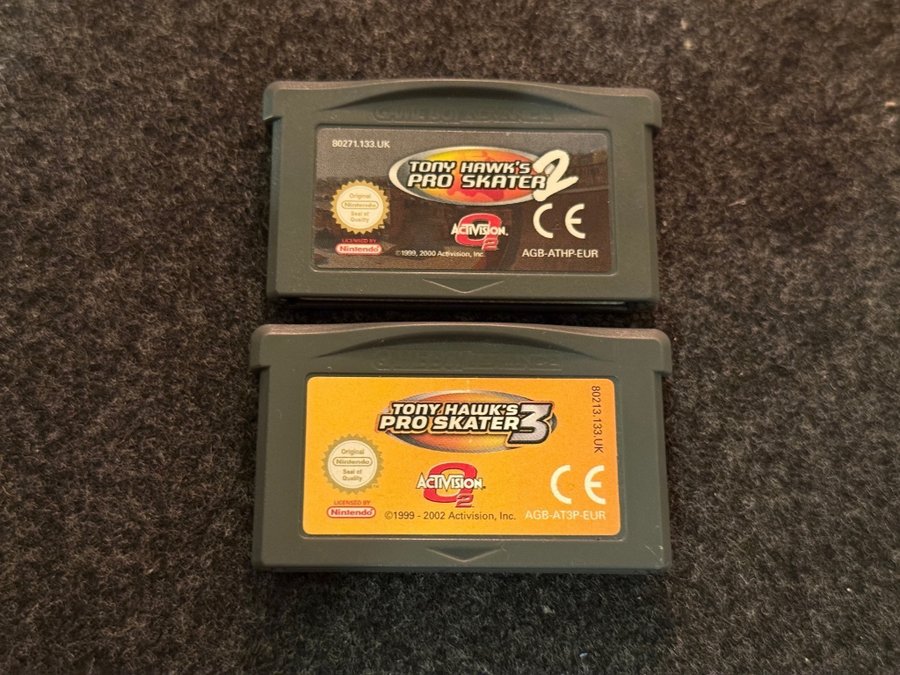 GAME BOY ADVANCE
80271.133.UK
TONY HAWK'S
PRO SKATER 2
Original
Nintendo
Seal of
Quality
LICENSED BY
Nintendo
ACTIVISION.
O2
CE
©1999, 2000 Activision, Inc.
AGB-ATHP-EUR
GAME BOY ADVANCE
TONY HAWK'S
PRO SKATER 3
80213.133.UK
Original
Nintendo
Seal of
Quality
LICENSED BY
Nintendo
ACTIVISION.
O2
CE
©1999 - 2002 Activision, Inc.
AGB-AT3P-EUR